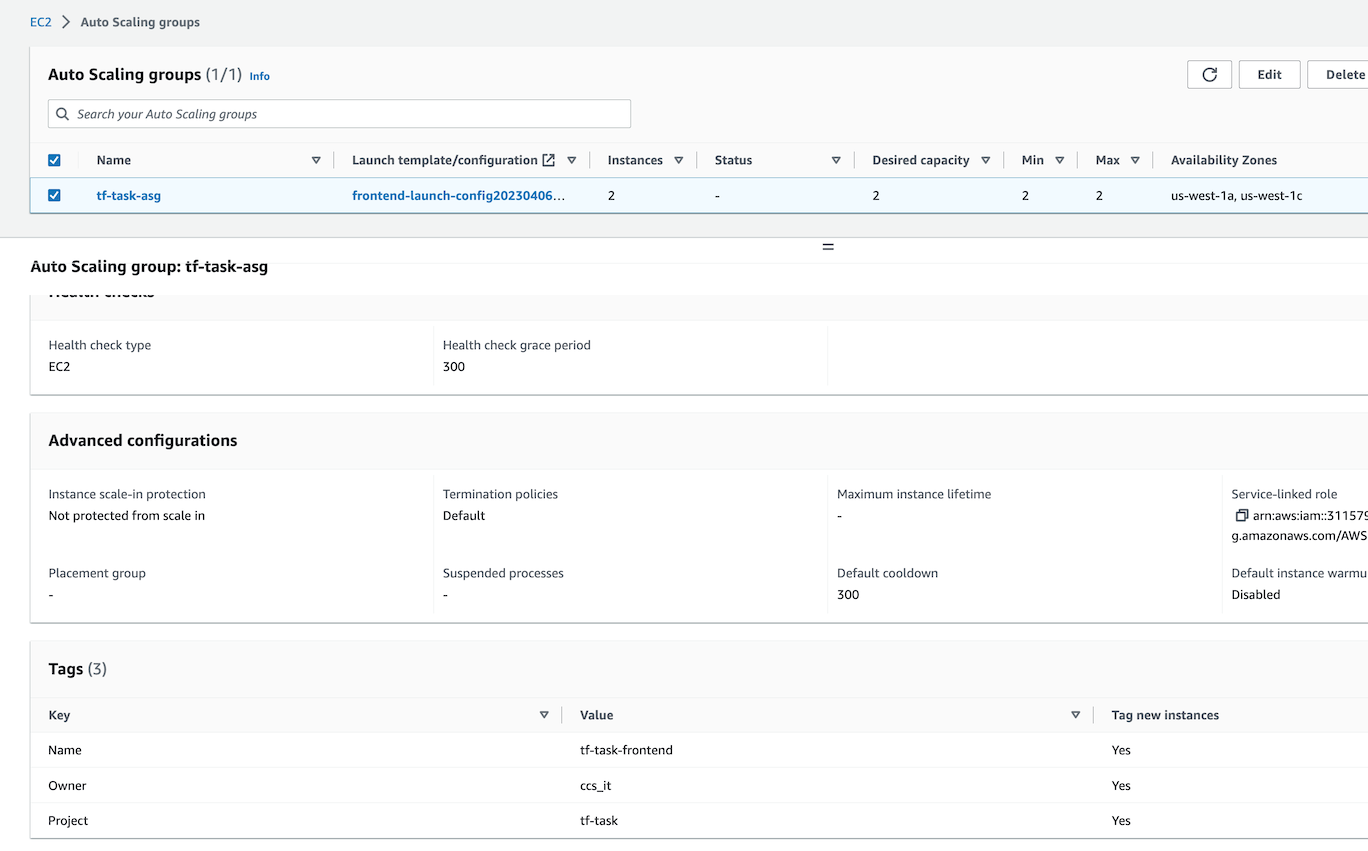 EC2 > Auto Scaling groups
Auto Scaling groups (1/1) Info
Edit
Delete
Search your Auto Scaling groups
Name Launch template/configuration Instances Status Desired capacity Min Max Availability Zones
tf-task-asg frontend-launch-config20230406... 2 - 2 2 2 us-west-1a, us-west-1c
=
Auto Scaling group: tf-task-asg
Health checks
Health check type Health check grace period
EC2 300
Advanced configurations
Instance scale-in protection Termination policies Maximum instance lifetime Service-linked role
Not protected from scale in Default - arn:aws:iam::311579
g.amazonaws.com/AWS
Placement group Suspended processes Default cooldown Default instance warmu
- - 300 Disabled
Tags (3)
Key Value Tag new instances
Name tf-task-frontend Yes
Owner ccs_it Yes
Project tf-task Yes